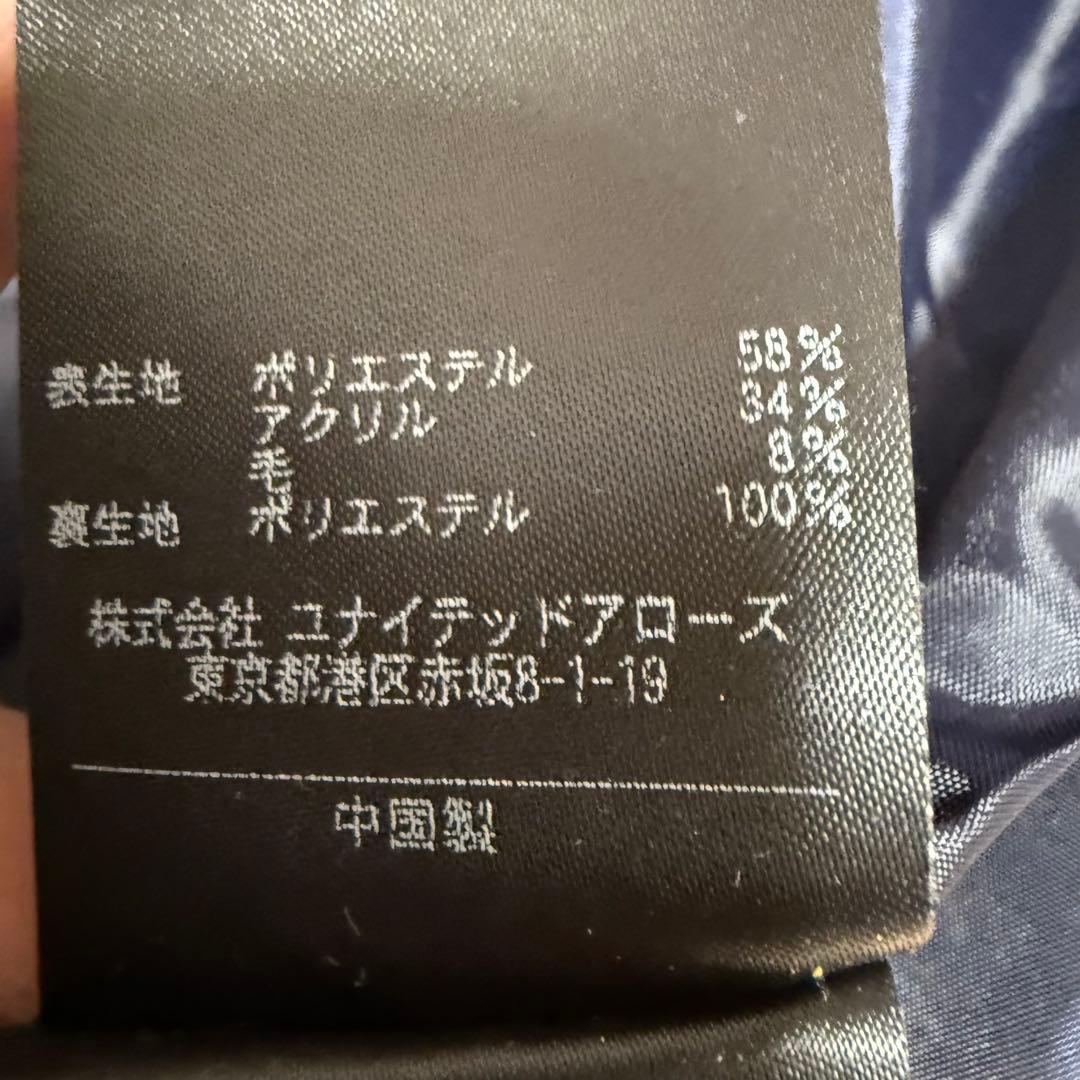 表生地 ポリエステル 58%
アクリル 34%
毛 8%
裏生地 ポリエステル 100%
株式会社 ユナイテッドアローズ
東京都港区赤坂8-1-19
中国製